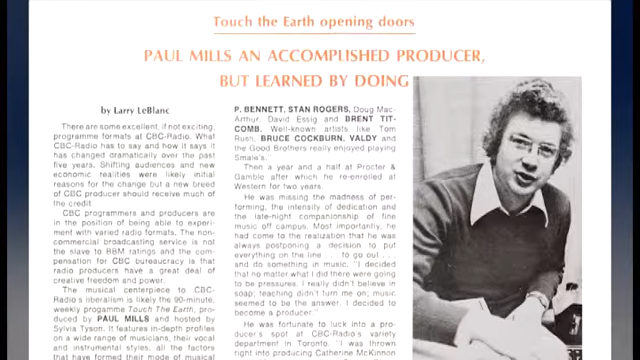 Touch the Earth opening doors
PAUL MILLS AN ACCOMPLISHED PRODUCER,
BUT LEARNED BY DOING
by Larry LeBlanc
There are some excellent, if not exciting
programme formats at CBC-Radio. What
CBC-Radio has to say and how it says it
has changed dramatically over the past
five years. Shifting audiences and new
economic realities were likely initial
reasons for the change but a new breed
of CBC producer should receive much of
the credit.
CBC programmers and producers are
in the position of being able to experi-
ment with varied radio formats. The non-
commercial broadcasting service is not
the slave to BBM ratings and the com-
pensation for CBC bureaucracy is that
radio producers have a great deal of
creative freedom and power.
The musical centerpiece to CBC-
Radio's liberalism is likely the 90-minute,
weekly progamme Touch The Earth, pro-
duced by PAUL MILLS and hosted by
Sylvia Tyson. It features in-depth profiles
on a wide range of musicians, their vocal
and instrumental styles, all the factors
that have formed their mode of musical
P. BENNETT, STAN ROGERS, Doug Mac-
Arthur, David Essig and BRENT TIT-
COMB. Well-known artists like Tom
Rush, BRUCE COCKBURN, VALDY and
the Good Brothers really enjoyed playing
Smale's."
Then a year and a half at Procter &
Gamble after which he re-enrolled at
Western for two years.
He was missing the madness of per-
forming, the intensity of dedication and
the late-night companionship of fine
music off campus. Most importantly, he
had come to the realization that he was
always postponing a decision to put
everything on the line . . . to go out . . .
and do something in music. "I decided
that no matter what I did there were going
to be pressures. I really didn't believe in
soap; teaching didn't turn me on; music
seemed to be the answer. I decided to
become a producer."
He was fortunate to luck into a pro-
ducer's spot at CBC-Radio's variety
department in Toronto. "I was thrown
right into producing Catherine McKinnon